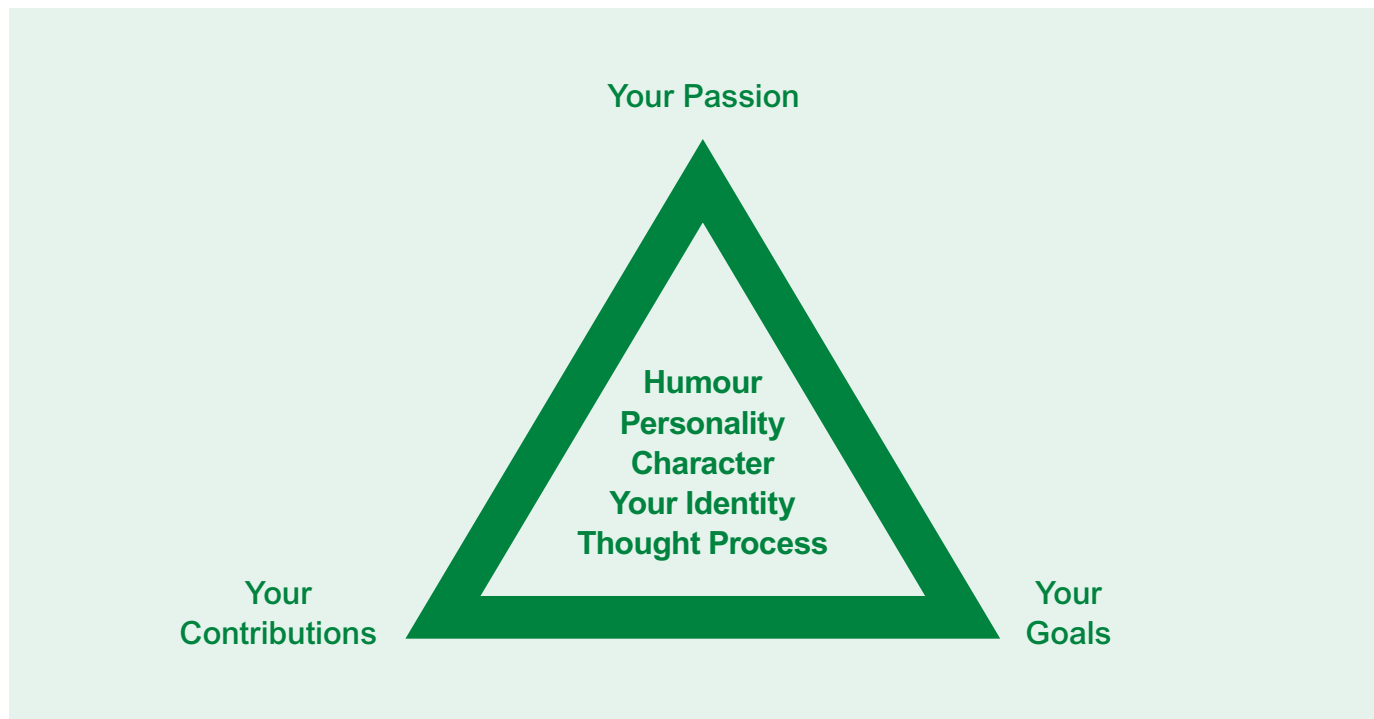 Your Passion
Humour
Personality
Character
Your Identity
Thought Process
Your
Contributions
Your
Goals